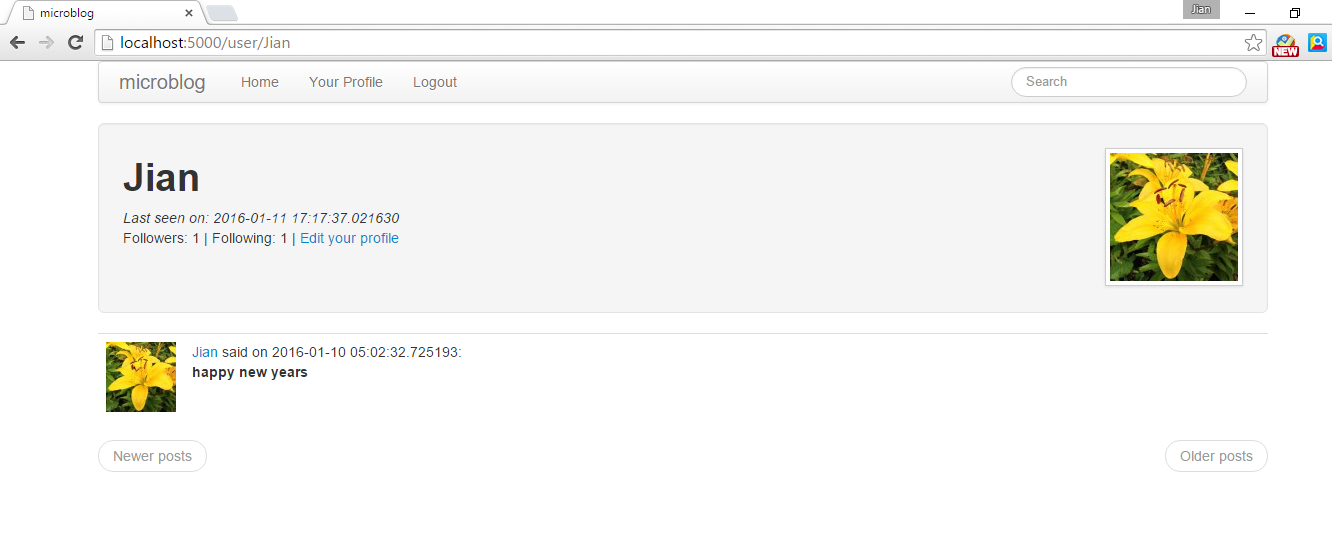 microblog
Jian
localhost:5000/user/Jian
NEW
microblog Home Your Profile Logout Search
Jian
Last seen on: 2016-01-11 17:17:37.021630
Followers: 1 | Following: 1 | Edit your profile
Jian said on 2016-01-10 05:02:32.725193:
happy new years
Newer posts Older posts